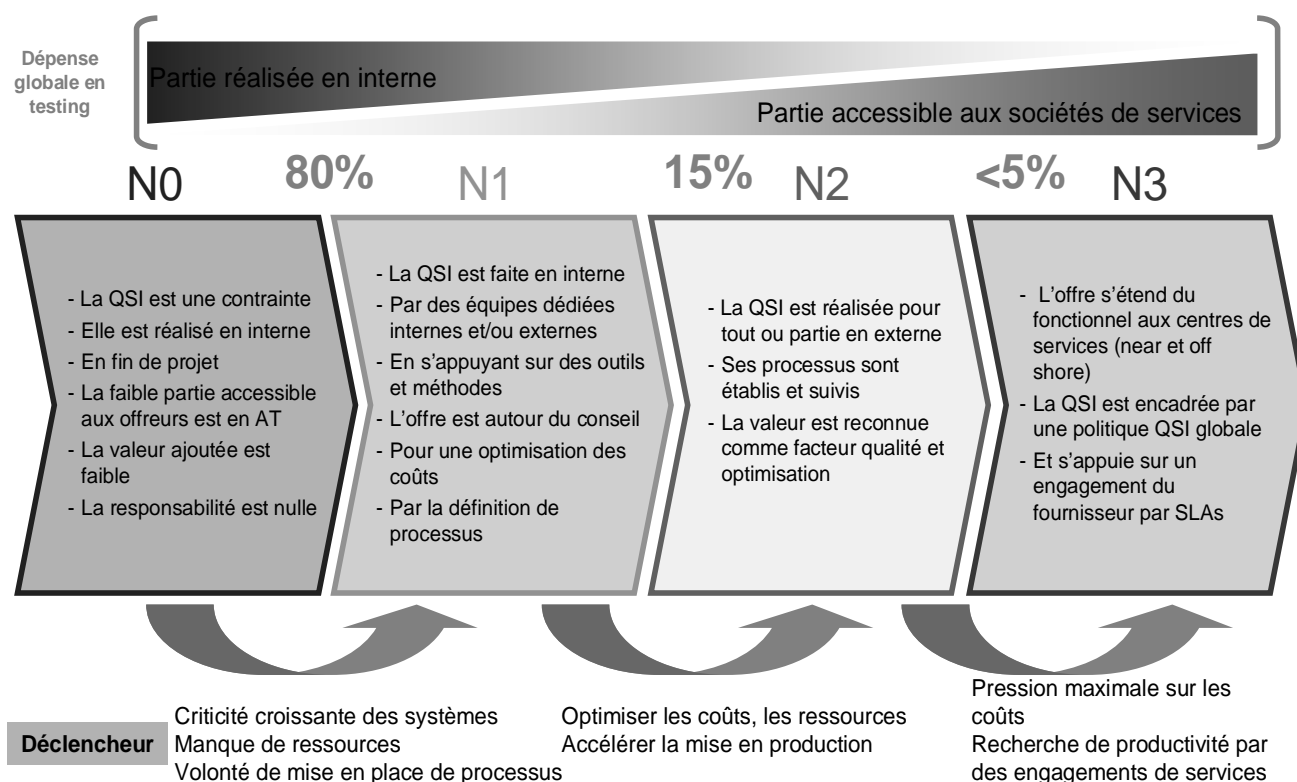 Dépense
globale en
testing
Partie réalisée en interne
Partie accessible aux sociétés de services
N0
80%
N1
15%
N2
<5%
N3
- La QSI est une contrainte
- Elle est réalisé en interne
- En fin de projet
- La faible partie accessible
aux offreurs est en AT
- La valeur ajoutée est
faible
- La responsabilité est nulle
- La QSI est faite en interne
- Par des équipes dédiées
internes et/ou externes
- En s’appuyant sur des outils
et méthodes
- L’offre est autour du conseil
- Pour une optimisation des
coûts
- Par la définition de
processus
- La QSI est réalisée pour
tout ou partie en externe
- Ses processus sont
établis et suivis
- La valeur est reconnue
comme facteur qualité et
optimisation
- L’offre s’étend du
fonctionnel aux centres de
services (near et off
shore)
- La QSI est encadrée par
une politique QSI globale
- Et s’appuie sur un
engagement du
fournisseur par SLAs
Déclencheur
Criticité croissante des systèmes
Manque de ressources
Volonté de mise en place de processus
Optimiser les coûts, les ressources
Accélérer la mise en production
Pression maximale sur les
coûts
Recherche de productivité par
des engagements de services